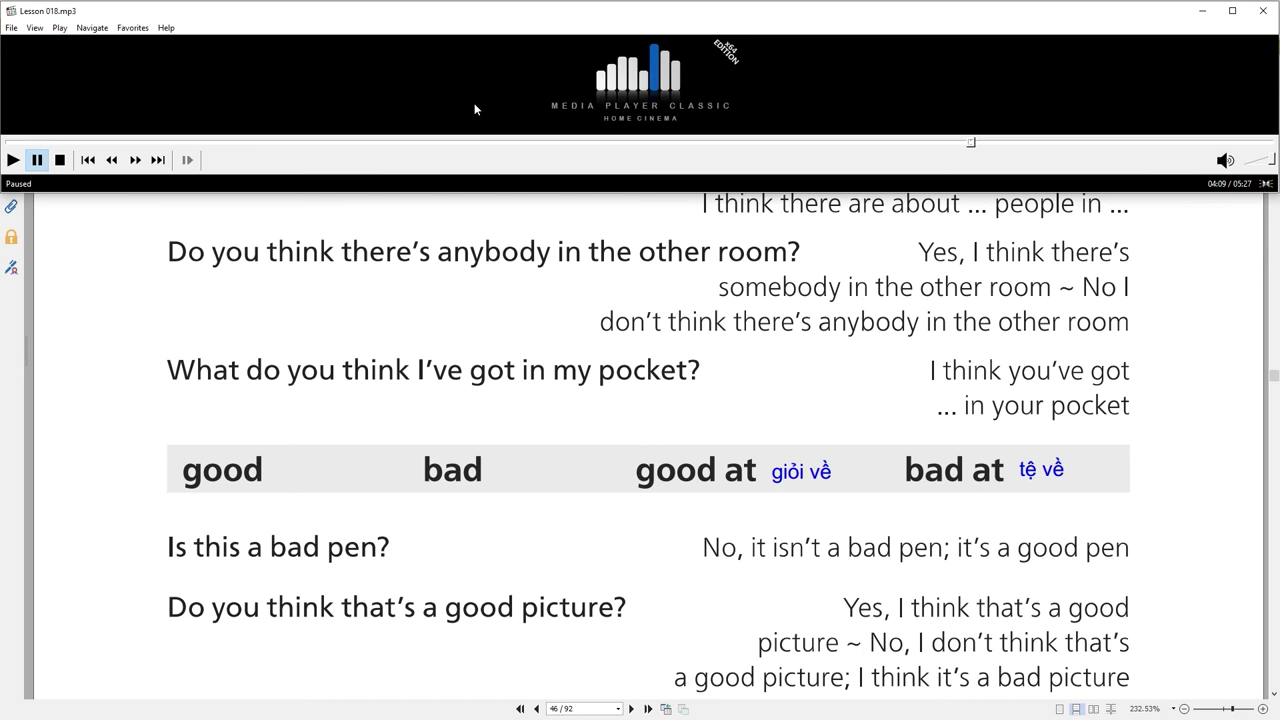 Lesson 018.mp3
File View Play Navigate Favorites Help
x64 EDITION
MEDIA PLAYER CLASSIC
HOME CINEMA
Paused
04:09 / 05:27
I think there are about ... people in ...
Do you think there's anybody in the other room? Yes, I think there's
somebody in the other room ~ No I
don't think there's anybody in the other room
What do you think I've got in my pocket? I think you've got
... in your pocket
good bad good at giỏi về bad at tệ về
Is this a bad pen? No, it isn't a bad pen; it's a good pen
Do you think that's a good picture? Yes, I think that's a good
picture ~ No, I don't think that's
a good picture; I think it's a bad picture
46 / 92 232.53%